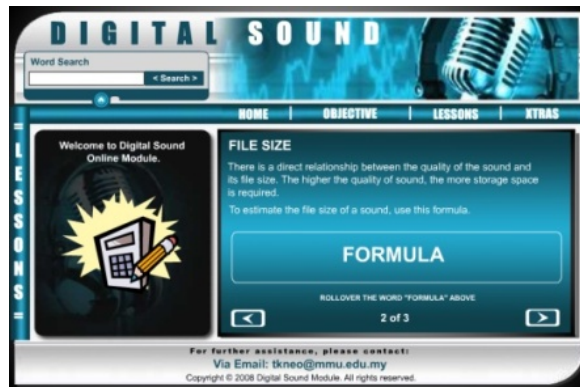 DIGITAL SOUND
Word Search
< Search >
HOME | OBJECTIVE | LESSONS | XTRAS
= LESSONS =
Welcome to Digital Sound
Online Module.
FILE SIZE
There is a direct relationship between the quality of the sound and
its file size. The higher the quality of sound, the more storage space
is required.
To estimate the file size of a sound, use this formula.
FORMULA
ROLLOVER THE WORD "FORMULA" ABOVE
< 2 of 3 >
For further assistance, please contact:
Via Email: tkneo@mmu.edu.my
Copyright © 2008 Digital Sound Module. All rights reserved.